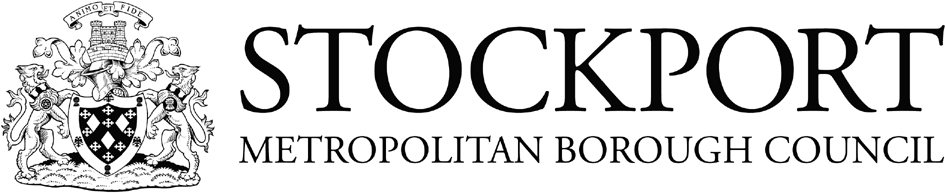 ANIMO ET FIDE
STOCKPORT
METROPOLITAN BOROUGH COUNCIL